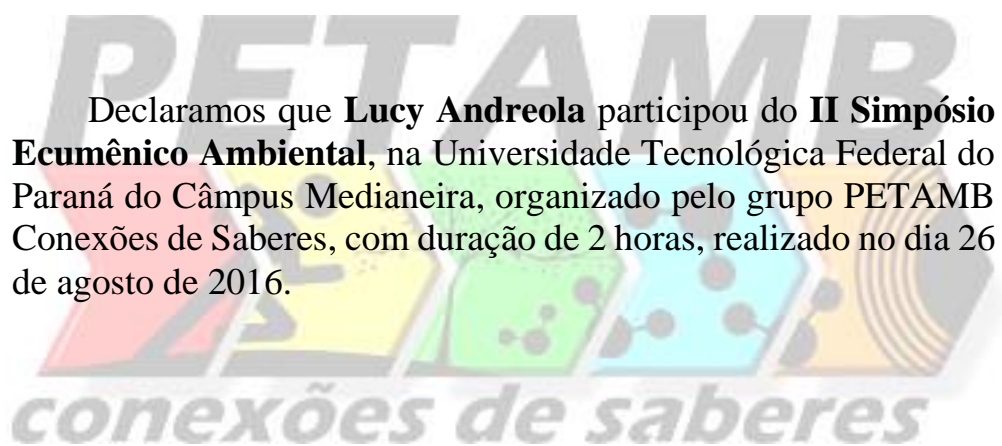 PETAMB
Declaramos que Lucy Andreola participou do II Simpósio
Ecumênico Ambiental, na Universidade Tecnológica Federal do
Paraná do Câmpus Medianeira, organizado pelo grupo PETAMB
Conexões de Saberes, com duração de 2 horas, realizado no dia 26
de agosto de 2016.
conexões de saberes